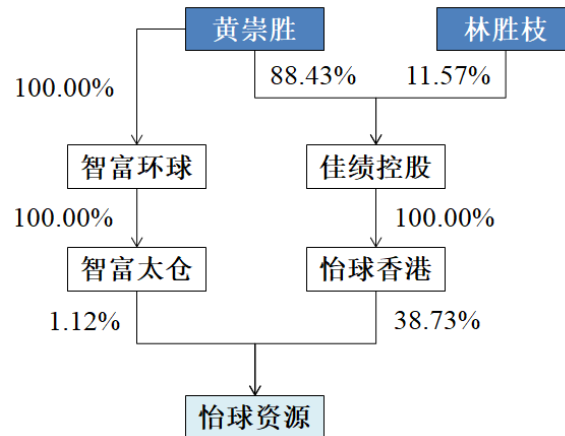 黄崇胜 林胜枝
100.00% 88.43% 11.57%
智富环球 佳绩控股
100.00% 100.00%
智富太仓 怡球香港
1.12% 38.73%
怡球资源